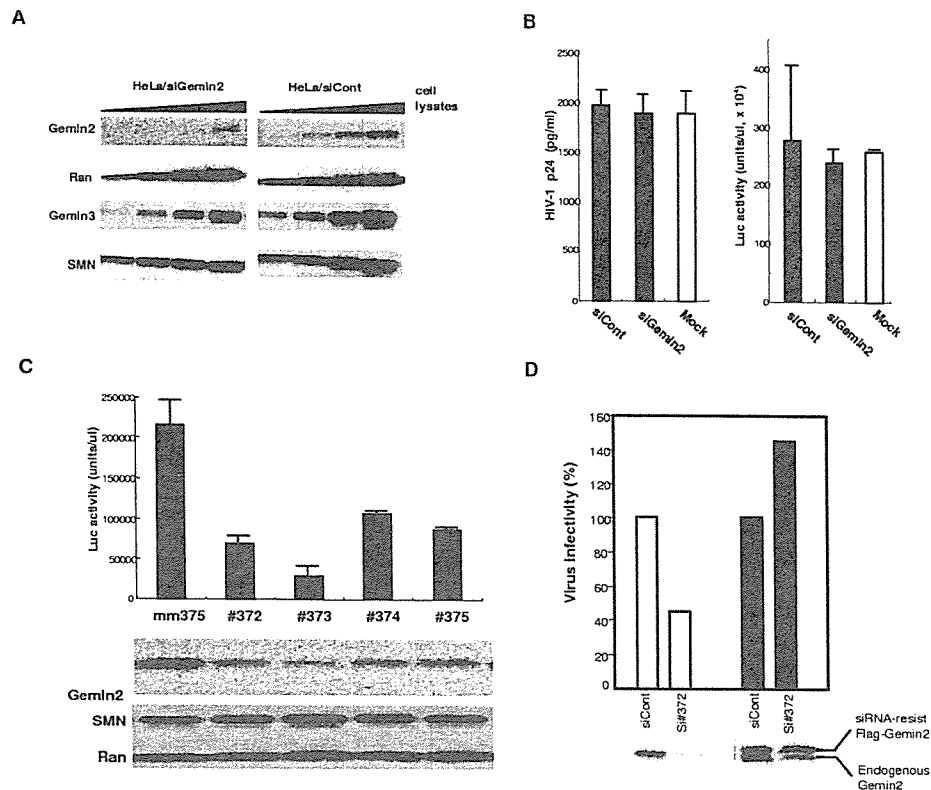 A
HeLa/siGemin2
HeLa/siCont
cell
lysates
Gemin2
Ran
Gemin3
SMN
B
HIV-1 p24 (pg/ml)
2500
2000
1500
1000
500
0
siCont
siGemin2
Mock
Luc activity (units/ul, x 10⁴)
400
300
200
100
0
siCont
siGemin2
Mock
C
Luc activity (units/ul)
250000
200000
150000
100000
50000
0
mm375
#372
#373
#374
#375
Gemin2
SMN
Ran
D
Virus Infectivity (%)
160
140
120
100
80
60
40
20
0
siCont
Si#372
siCont
Si#372
siRNA-resist
Flag-Gemin2
Endogenous
Gemin2